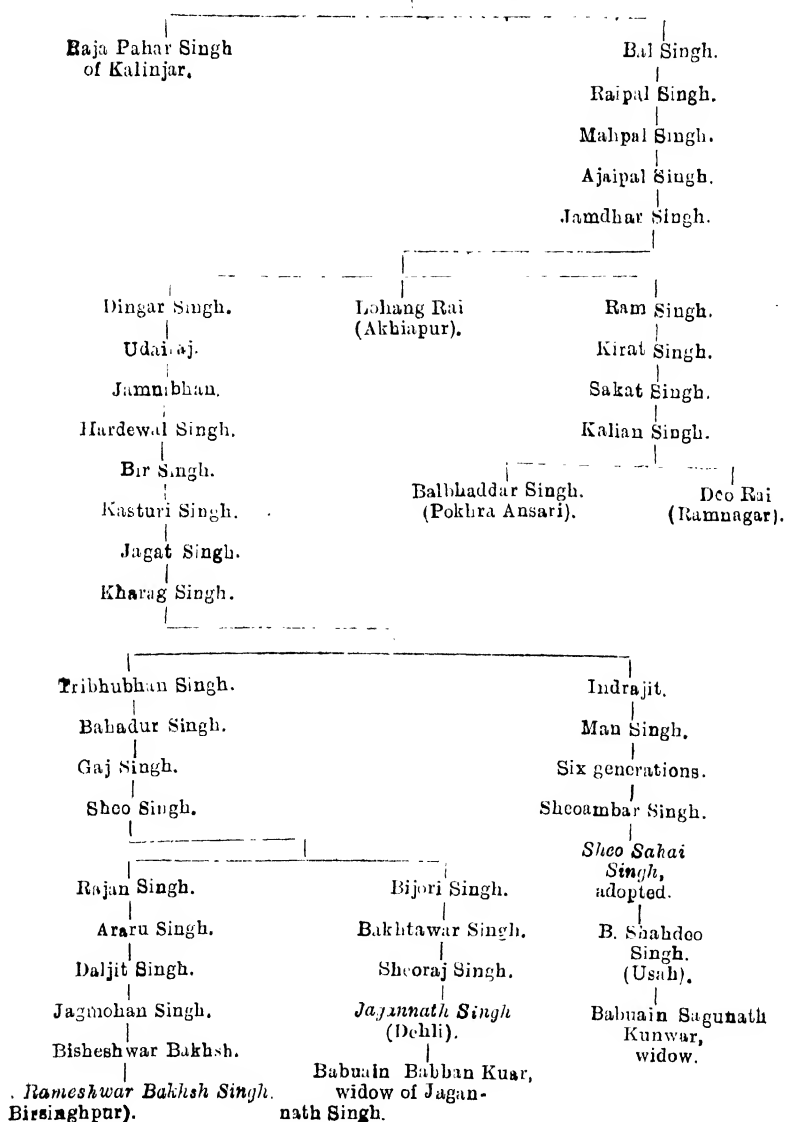 Raja Pahar Singh
of Kalinjar.
Bal Singh.
Raipal Singh.
Mahpal Singh.
Ajaipal Singh.
Jamdhar Singh.
Dingar Singh.
Lohang Rai
(Akhiapur).
Ram Singh.
Udairaj.
Kirat Singh.
Jamnibhan.
Sakat Singh.
Hardewal Singh.
Kalian Singh.
Bir Singh.
Balbhaddar Singh.
(Pokhra Ansari).
Deo Rai
(Ramnagar).
Kasturi Singh.
Jagat Singh.
Kharag Singh.
Tribhubhan Singh.
Indrajit.
Bahadur Singh.
Man Singh.
Gaj Singh.
Six generations.
Sheo Singh.
Sheoambar Singh.
Sheo Sahai
Singh,
adopted.
Rajan Singh.
Bijori Singh.
Araru Singh.
Bakhtawar Singh.
B. Shahdeo
Singh.
(Usah).
Daljit Singh.
Sheoraj Singh.
Jagmohan Singh.
Jagannath Singh
(Dehli).
Babuain Sagunath
Kunwar,
widow.
Bisheshwar Bakhsh.
Babuain Babban Kuar,
widow of Jagan-
nath Singh.
. Rameshwar Bakhsh Singh.
Birsinghpur).